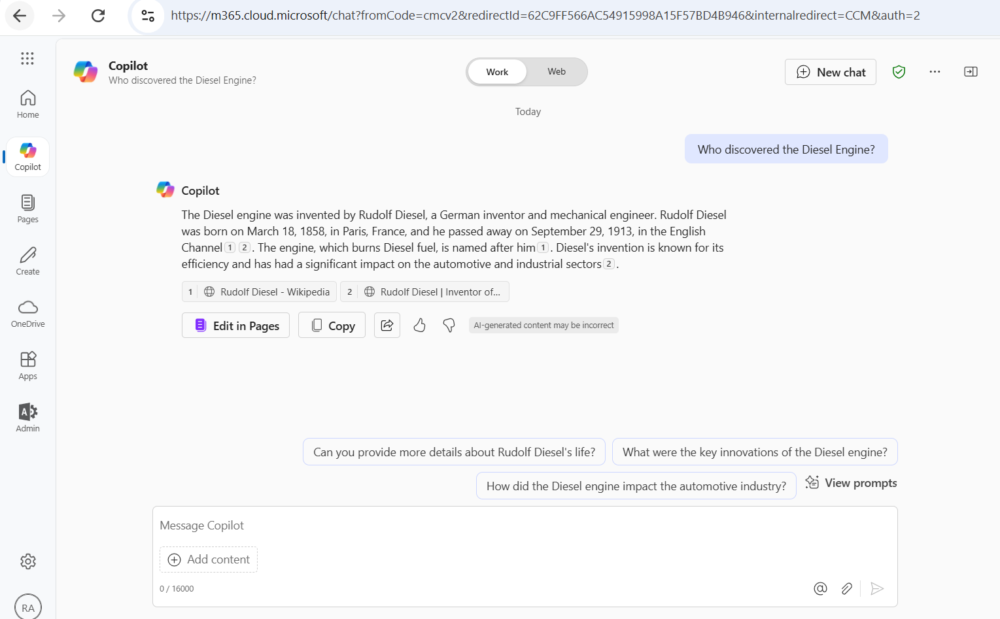 https://m365.cloud.microsoft/chat?fromCode=cmcv2&redirectId=62C9FF566AC54915998A15F57BD4B946&internalredirect=CCM&auth=2
Copilot
Who discovered the Diesel Engine?
Work
Web
New chat
Home
Copilot
Pages
Create
OneDrive
Apps
A
Admin
RA
Today
Who discovered the Diesel Engine?
Copilot
The Diesel engine was invented by Rudolf Diesel, a German inventor and mechanical engineer. Rudolf Diesel
was born on March 18, 1858, in Paris, France, and he passed away on September 29, 1913, in the English
Channel 1 2 . The engine, which burns Diesel fuel, is named after him 1 . Diesel's invention is known for its
efficiency and has had a significant impact on the automotive and industrial sectors 2 .
1 Rudolf Diesel - Wikipedia 2 Rudolf Diesel | Inventor of...
Edit in Pages Copy AI-generated content may be incorrect
Can you provide more details about Rudolf Diesel's life? What were the key innovations of the Diesel engine?
How did the Diesel engine impact the automotive industry? View prompts
Message Copilot
Add content
0 / 16000